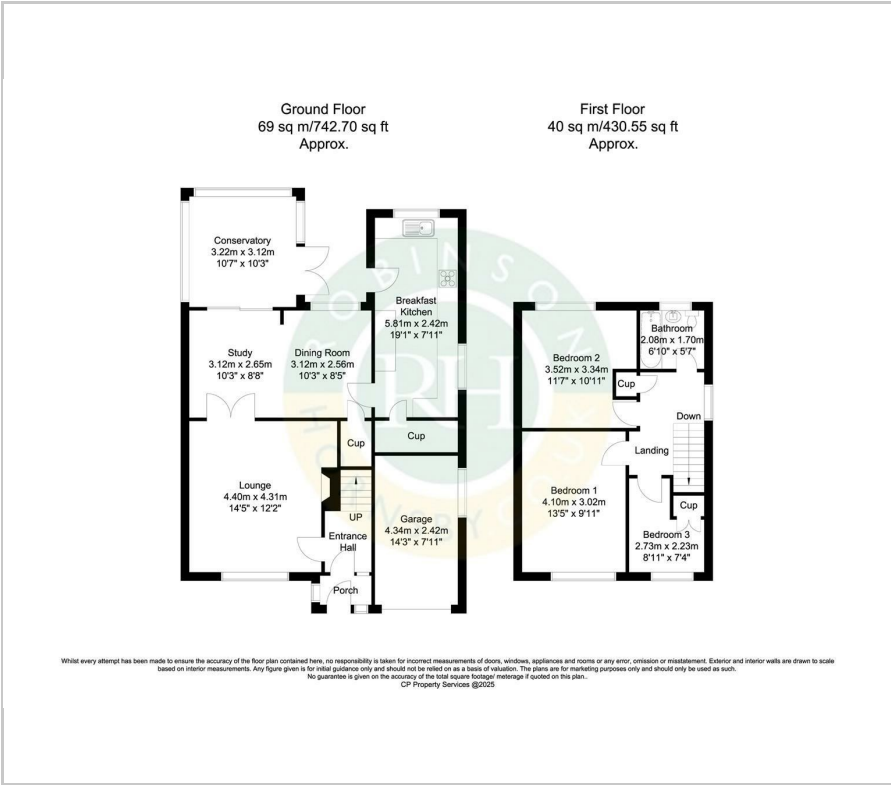 Ground Floor
69 sq m/742.70 sq ft
Approx.
First Floor
40 sq m/430.55 sq ft
Approx.
Conservatory
3.22m x 3.12m
10'7" x 10'3"
Breakfast
Kitchen
5.81m x 2.42m
19'1" x 7'11"
Study
3.12m x 2.65m
10'3" x 8'8"
Dining Room
3.12m x 2.56m
10'3" x 8'5"
Cup
Cup
Lounge
4.40m x 4.31m
14'5" x 12'2"
UP
Entrance
Hall
Garage
4.34m x 2.42m
14'3" x 7'11"
Porch
Bathroom
2.08m x 1.70m
6'10" x 5'7"
Bedroom 2
3.52m x 3.34m
11'7" x 10'11"
Cup
Down
Landing
Bedroom 1
4.10m x 3.02m
13'5" x 9'11"
Cup
Bedroom 3
2.73m x 2.23m
8'11" x 7'4"
ROBINSON
RH
HORNSBY
Whilst every attempt has been made to ensure the accuracy of the floor plan contained here, no responsibility is taken for incorrect measurements of doors, windows, appliances and rooms or any error, omission or misstatement. Exterior and interior walls are drawn to scale
based on interior measurements. Any figure given is for initial guidance only and should not be relied on as a basis of valuation. The plans are for marketing purposes only and should only be used as such.
No guarantee is given on the accuracy of the total square footage/ meterage if quoted on this plan..
CP Property Services @2025